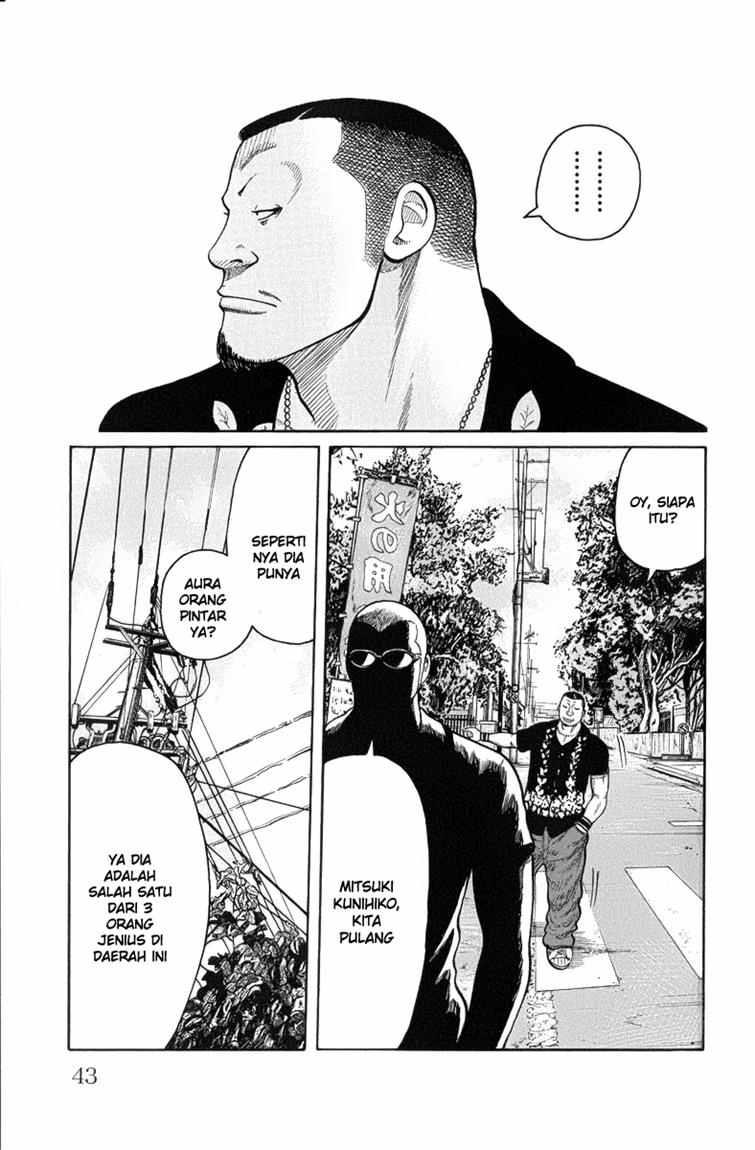 ⋮⋮
OY, SIAPA
ITU?
火の用
MITSUKI
KUNIHIKO,
KITA
PULANG
SEPERTI
NYA DIA
PUNYA
AURA
ORANG
PINTAR
YA?
YA DIA
ADALAH
SALAH SATU
DARI 3
ORANG
JENIUS DI
DAERAH INI
43